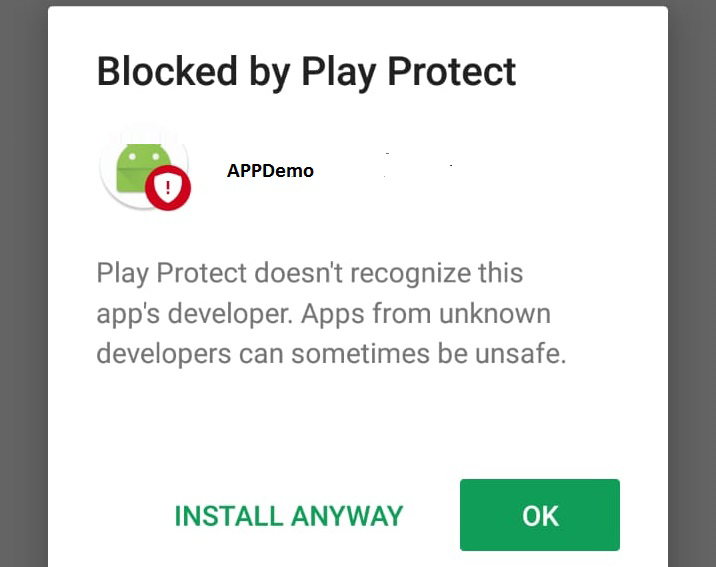 Blocked by Play Protect
APPDemo
Play Protect doesn't recognize this
app's developer. Apps from unknown
developers can sometimes be unsafe.
INSTALL ANYWAY
OK